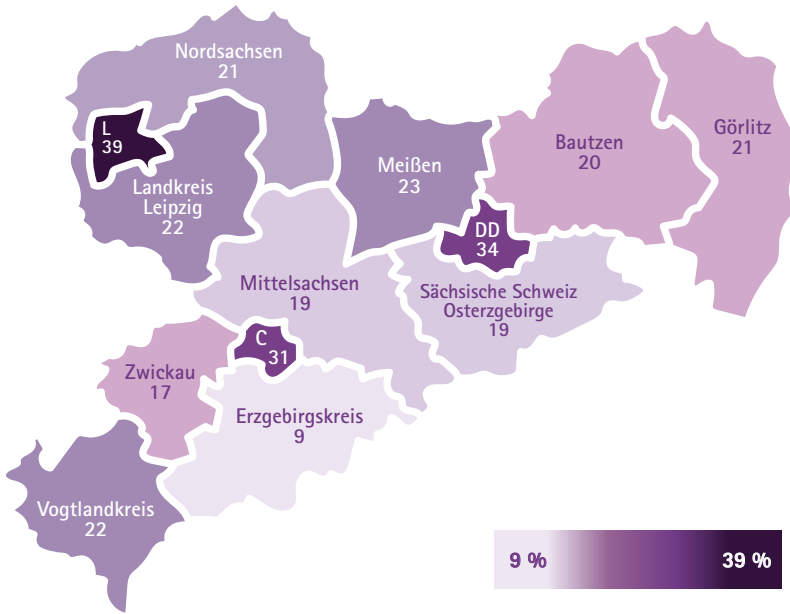 Nordsachsen
21
L
39
Landkreis
Leipzig
22
Meißen
23
Bautzen
20
Görlitz
21
DD
34
Mittelsachsen
19
Sächsische Schweiz
Osterzgebirge
19
C
31
Zwickau
17
Erzgebirgskreis
9
Vogtlandkreis
22
9 %
39 %